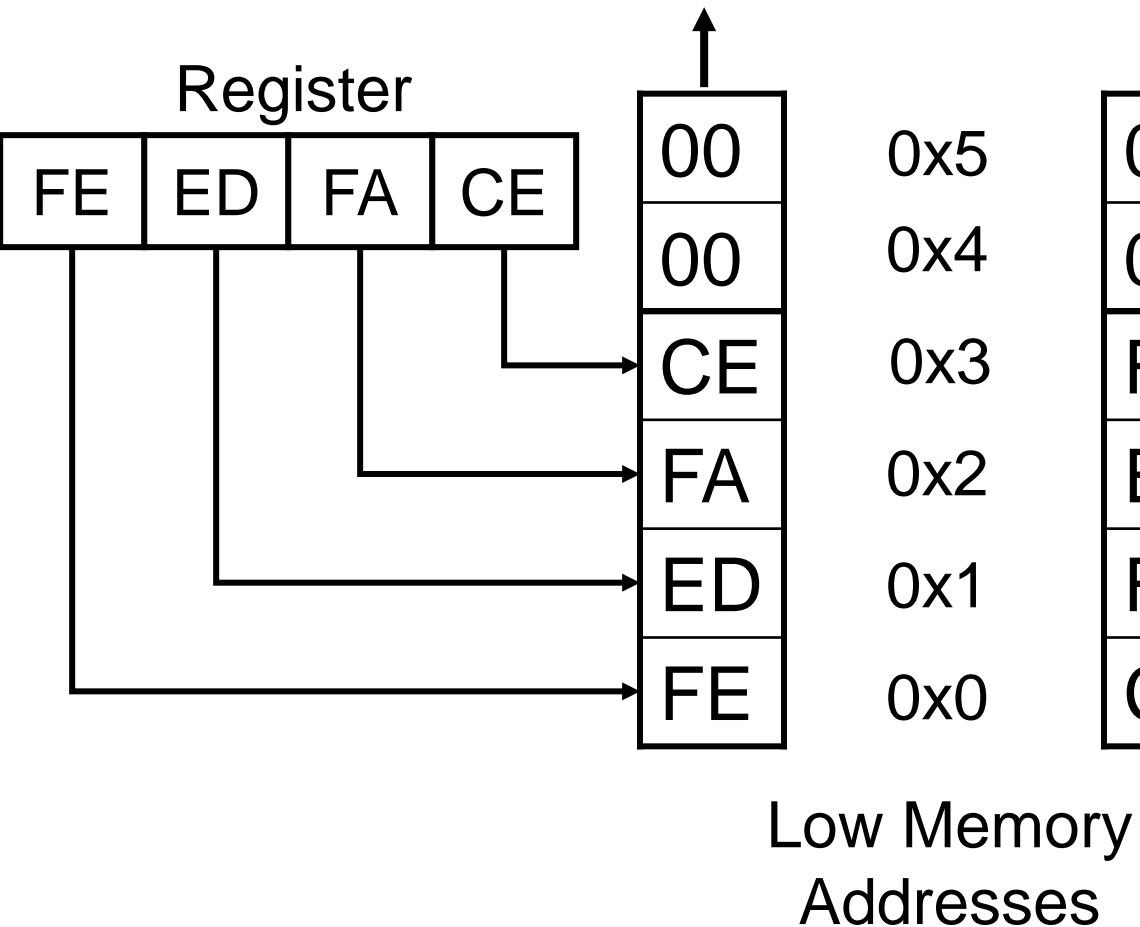 Register
FE ED FA CE
00 0x5
00 0x4
CE 0x3
FA 0x2
ED 0x1
FE 0x0
Low Memory
Addresses